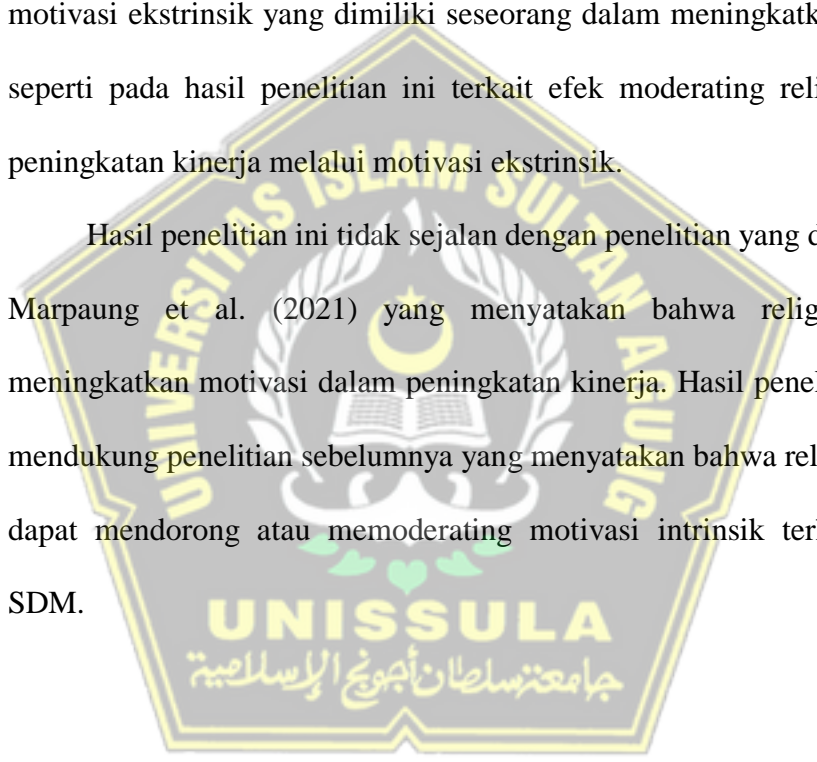 motivasi ekstrinsik yang dimiliki seseorang dalam meningkatk
seperti pada hasil penelitian ini terkait efek moderating reli
peningkatan kinerja melalui motivasi ekstrinsik.
Hasil penelitian ini tidak sejalan dengan penelitian yang d
Marpaung et al. (2021) yang menyatakan bahwa relig
meningkatkan motivasi dalam peningkatan kinerja. Hasil penel
mendukung penelitian sebelumnya yang menyatakan bahwa rel
dapat mendorong atau memoderating motivasi intrinsik ter
SDM.
UNIVERSITAS ISLAM SULTAN AGUNG
UNISSULA
جامعتسلطان أجونج الإسلامية